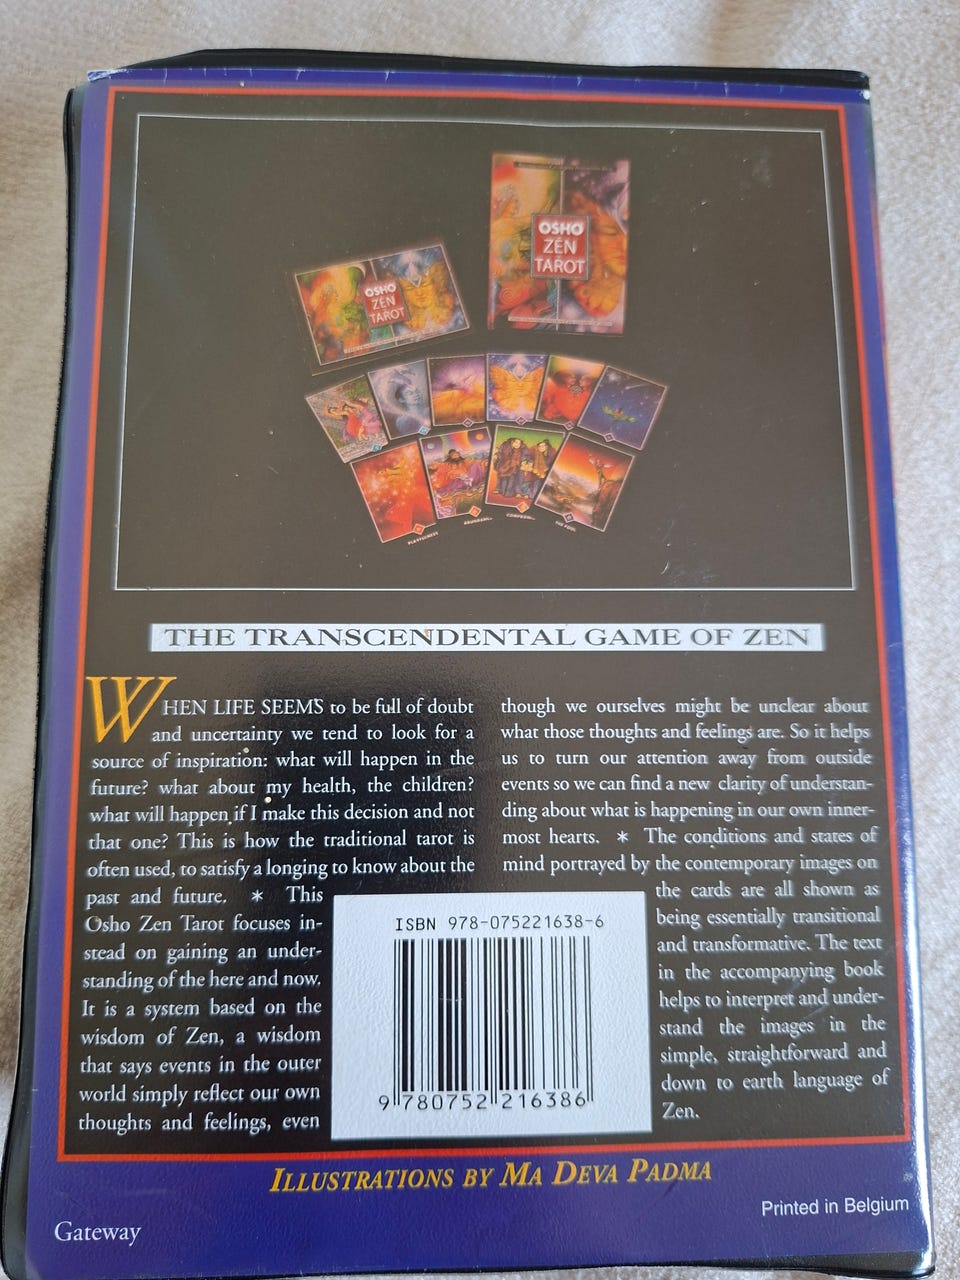 OSHO
ZEN
TAROT
OSHO
ZEN
TAROT
PLAYFULNESS
THE FOOL
THE TRANSCENDENTAL GAME OF ZEN
WHEN LIFE SEEMS to be full of doubt
and uncertainty we tend to look for a
source of inspiration: what will happen in the
future? what about my health, the children?
what will happen if I make this decision and not
that one? This is how the traditional tarot is
often used, to satisfy a longing to know about the
past and future. * This
Osho Zen Tarot focuses in-
stead on gaining an under-
standing of the here and now.
It is a system based on the
wisdom of Zen, a wisdom
that says events in the outer
world simply reflect our own
thoughts and feelings, even
though we ourselves might be unclear about
what those thoughts and feelings are. So it helps
us to turn our attention away from outside
events so we can find a new clarity of understan-
ding about what is happening in our own inner-
most hearts. * The conditions and states of
mind portrayed by the contemporary images on
the cards are all shown as
being essentially transitional
and transformative. The text
in the accompanying book
helps to interpret and under-
stand the images in the
simple, straightforward and
down to earth language of
Zen.
ISBN 978-075221638-6
9 780752 216386
ILLUSTRATIONS BY MA DEVA PADMA
Printed in Belgium
Gateway